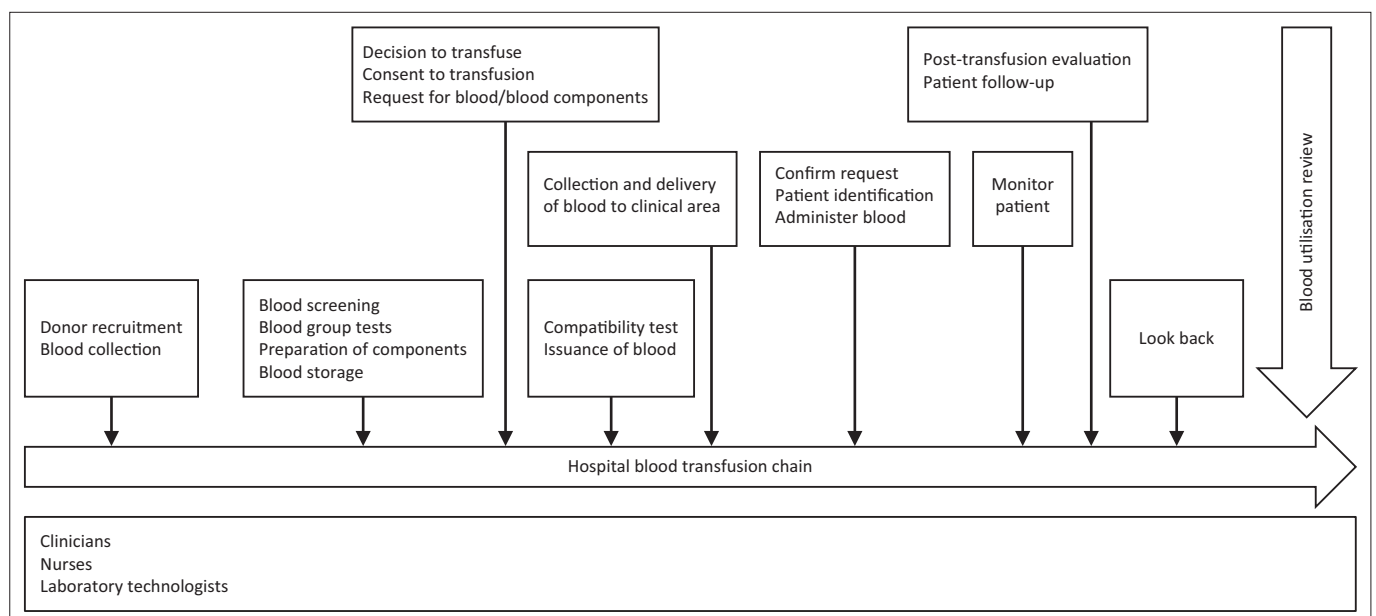 Decision to transfuse
Consent to transfusion
Request for blood/blood components
Post-transfusion evaluation
Patient follow-up
Blood utilisation review
Collection and delivery
of blood to clinical area
Confirm request
Patient identification
Administer blood
Monitor
patient
Donor recruitment
Blood collection
Blood screening
Blood group tests
Preparation of components
Blood storage
Compatibility test
Issuance of blood
Look back
Hospital blood transfusion chain
Clinicians
Nurses
Laboratory technologists